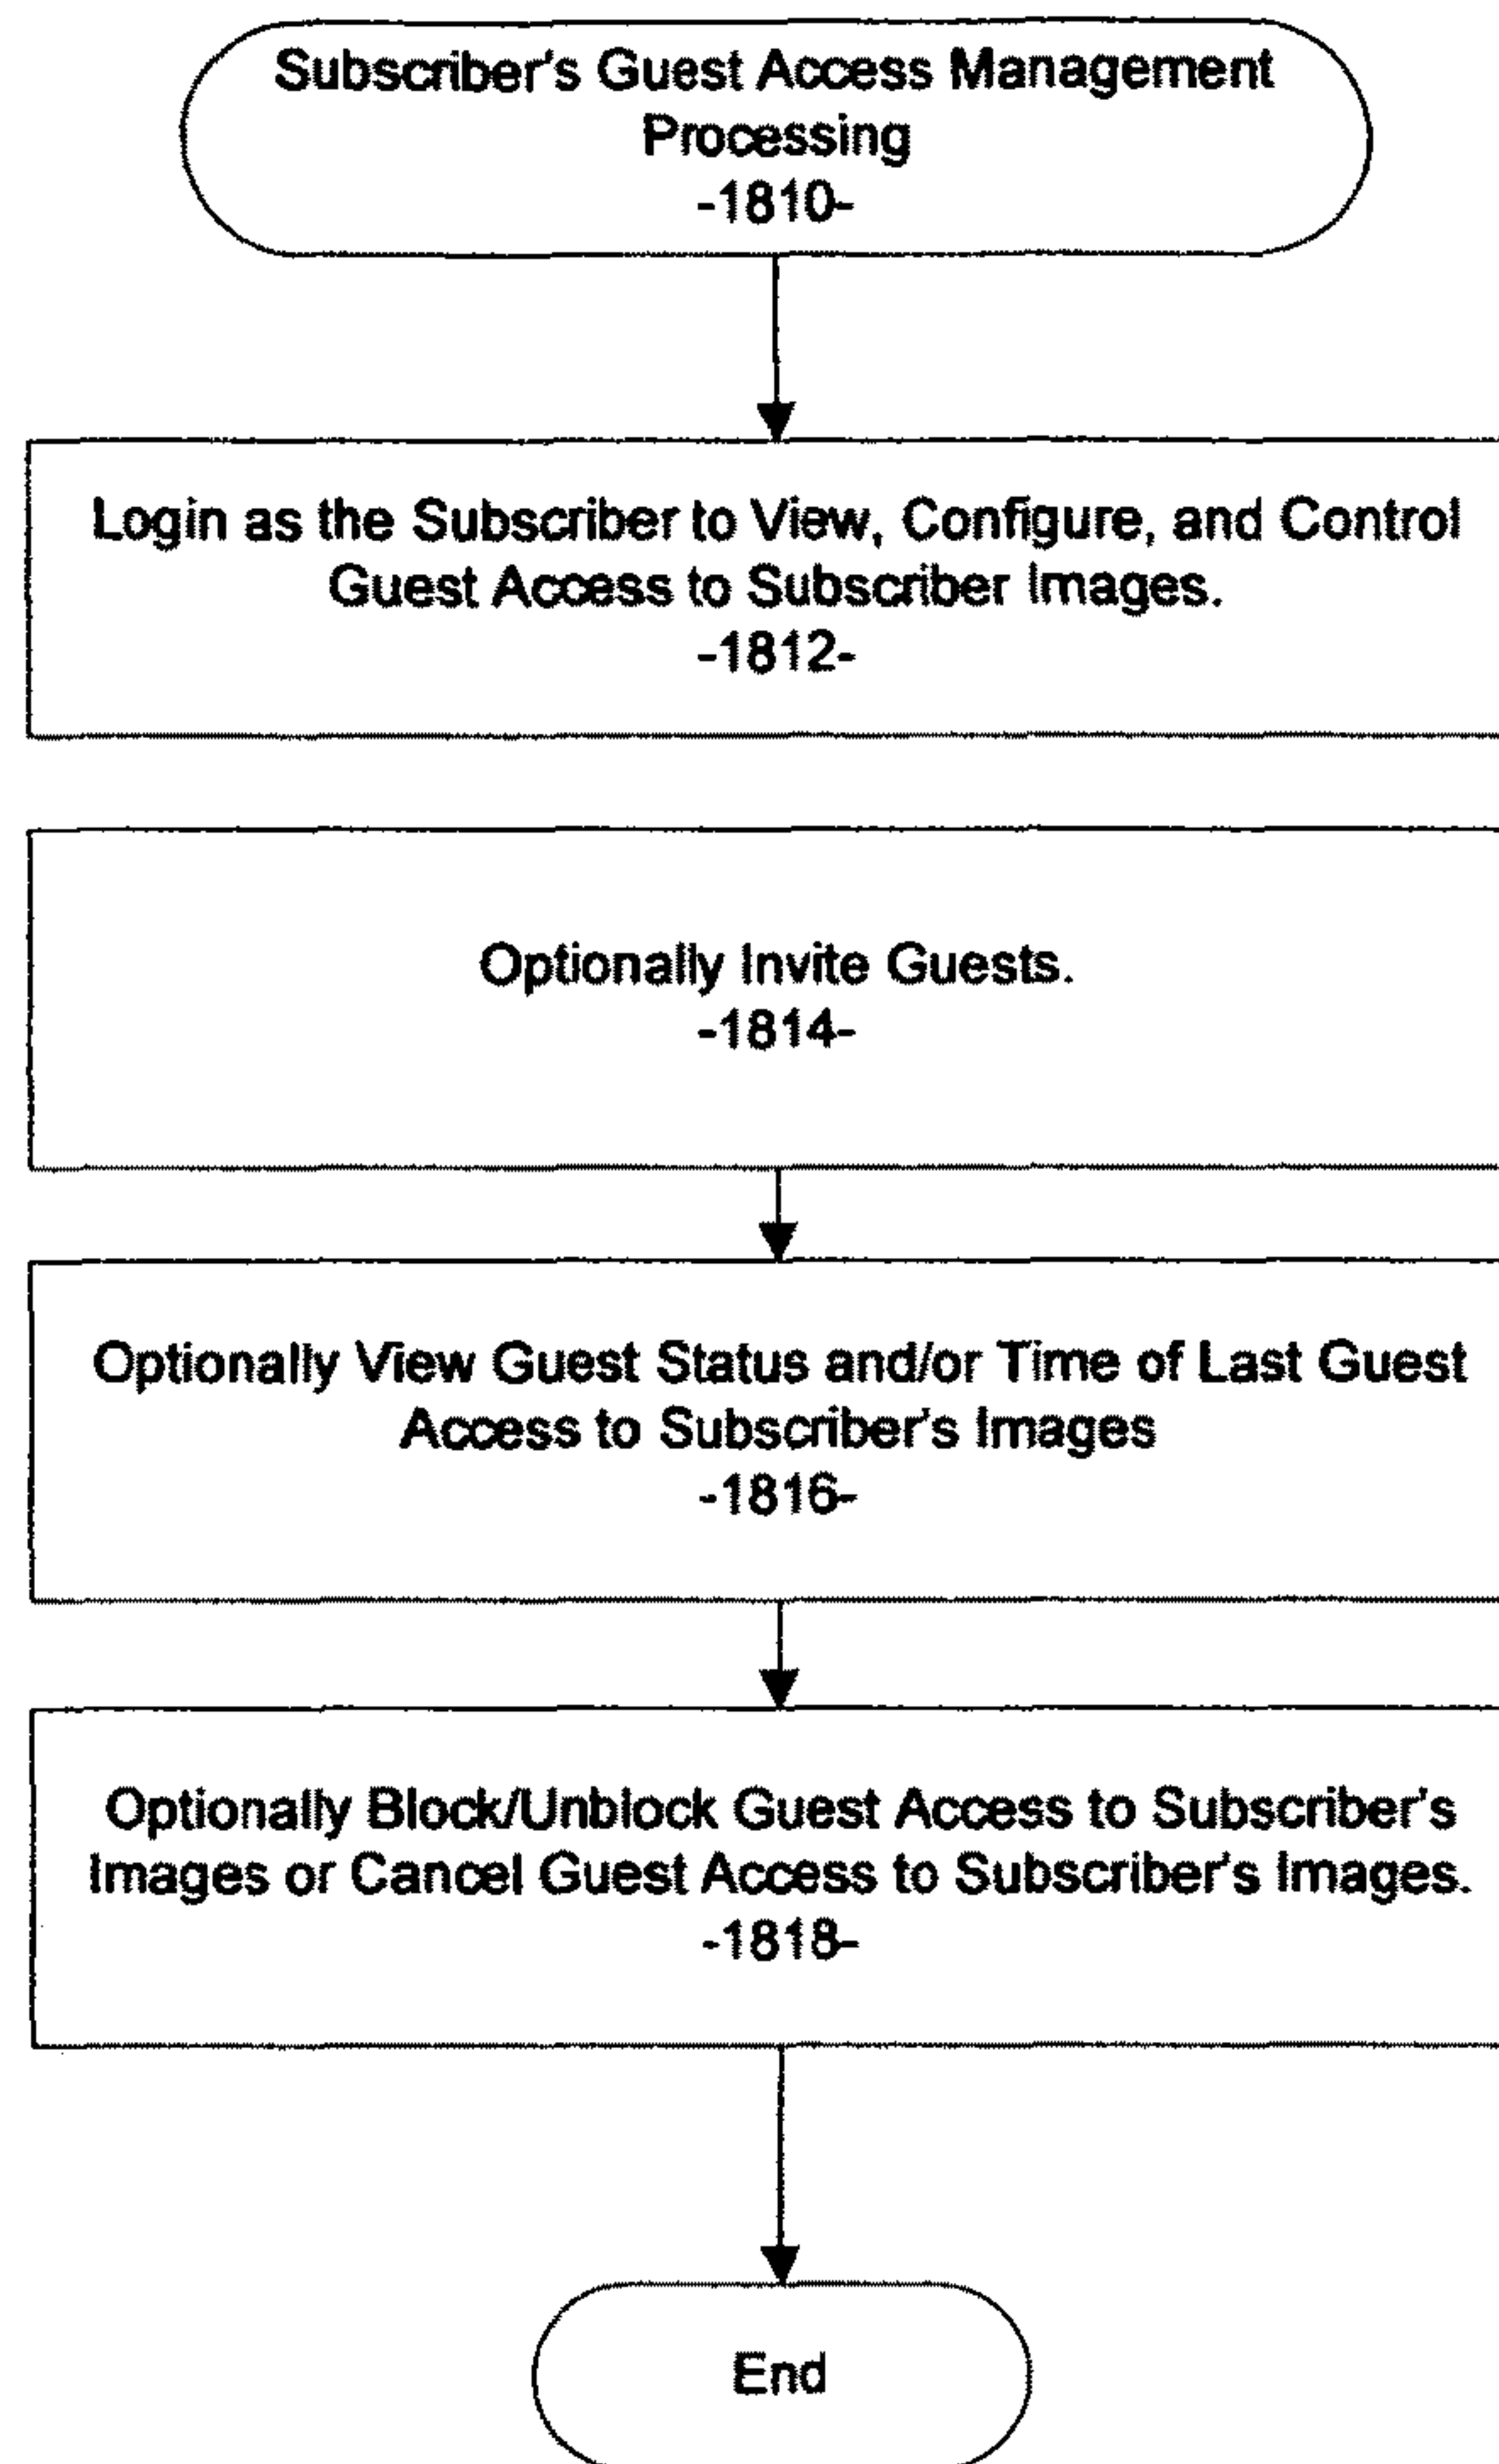 Subscriber's Guest Access Management
Processing
-1810-
Login as the Subscriber to View, Configure, and Control
Guest Access to Subscriber Images.
-1812-
Optionally Invite Guests.
-1814-
Optionally View Guest Status and/or Time of Last Guest
Access to Subscriber's Images
-1816-
Optionally Block/Unblock Guest Access to Subscriber's
Images or Cancel Guest Access to Subscriber's Images.
-1818-
End